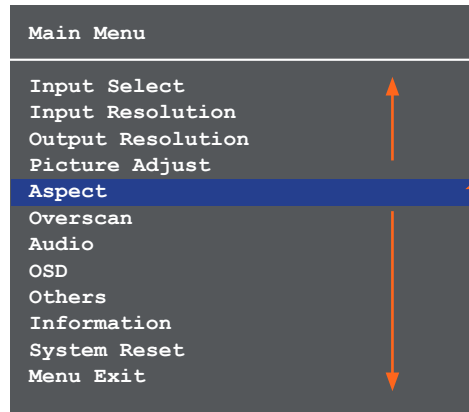 Main Menu
Input Select
Input Resolution
Output Resolution
Picture Adjust
Aspect
Overscan
Audio
OSD
Others
Information
System Reset
Menu Exit